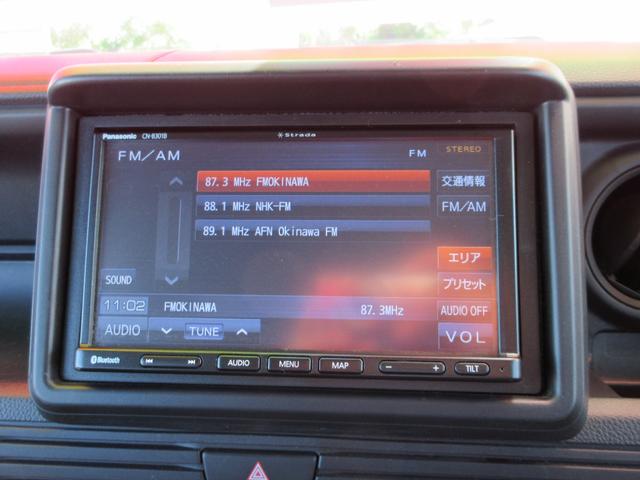 Panasonic CN-B301B Strada
FM/AM FM STEREO
87.3 MHz FMOKINAWA 交通情報
88.1 MHz NHK-FM FM/AM
89.1 MHz AFN Okinawa FM
エリア
SOUND プリセット
11:02 FMOKINAWA 87.3MHz AUDIO OFF
AUDIO TUNE VOL
Bluetooth AUDIO MENU MAP − + TILT